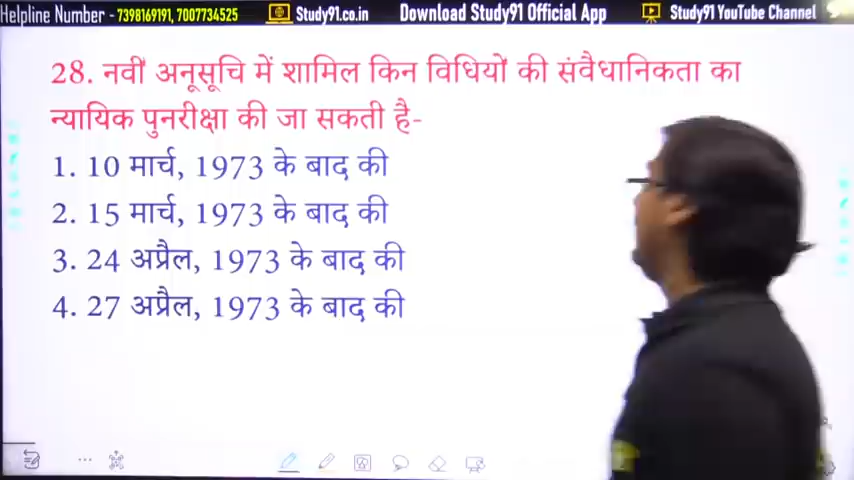 Helpline Number - 7398169191, 7007734525 Study91.co.in Download Study91 Official App Study91 YouTube Channel
28. नवीं अनुसूचि में शामिल किन विधियों की संवैधानिकता का
न्यायिक पुनरीक्षा की जा सकती है-
1. 10 मार्च, 1973 के बाद की
2. 15 मार्च, 1973 के बाद की
3. 24 अप्रैल, 1973 के बाद की
4. 27 अप्रैल, 1973 के बाद की